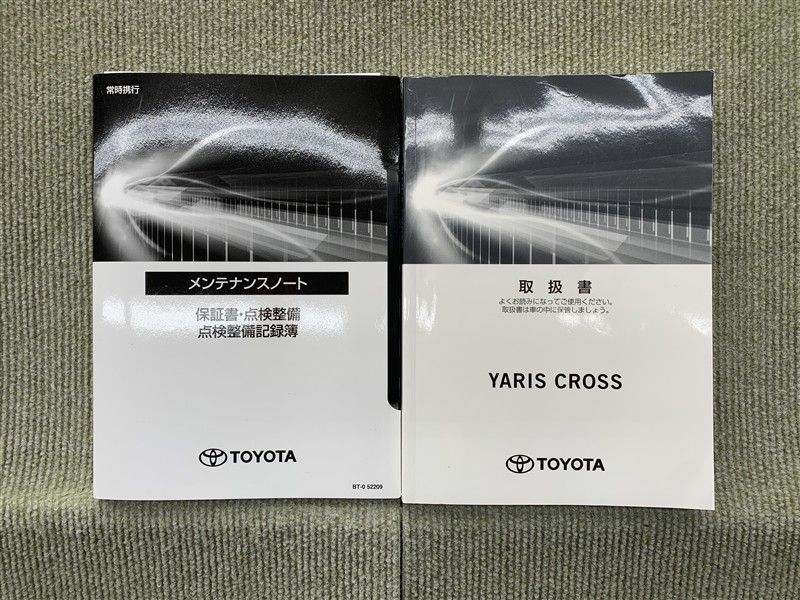 常時携行
メンテナンスノート
保証書・点検整備
点検整備記録簿
TOYOTA
BT-0 52209
取扱書
よくお読みになってご使用ください。
取扱書は車の中に保管しましょう。
YARIS CROSS
TOYOTA